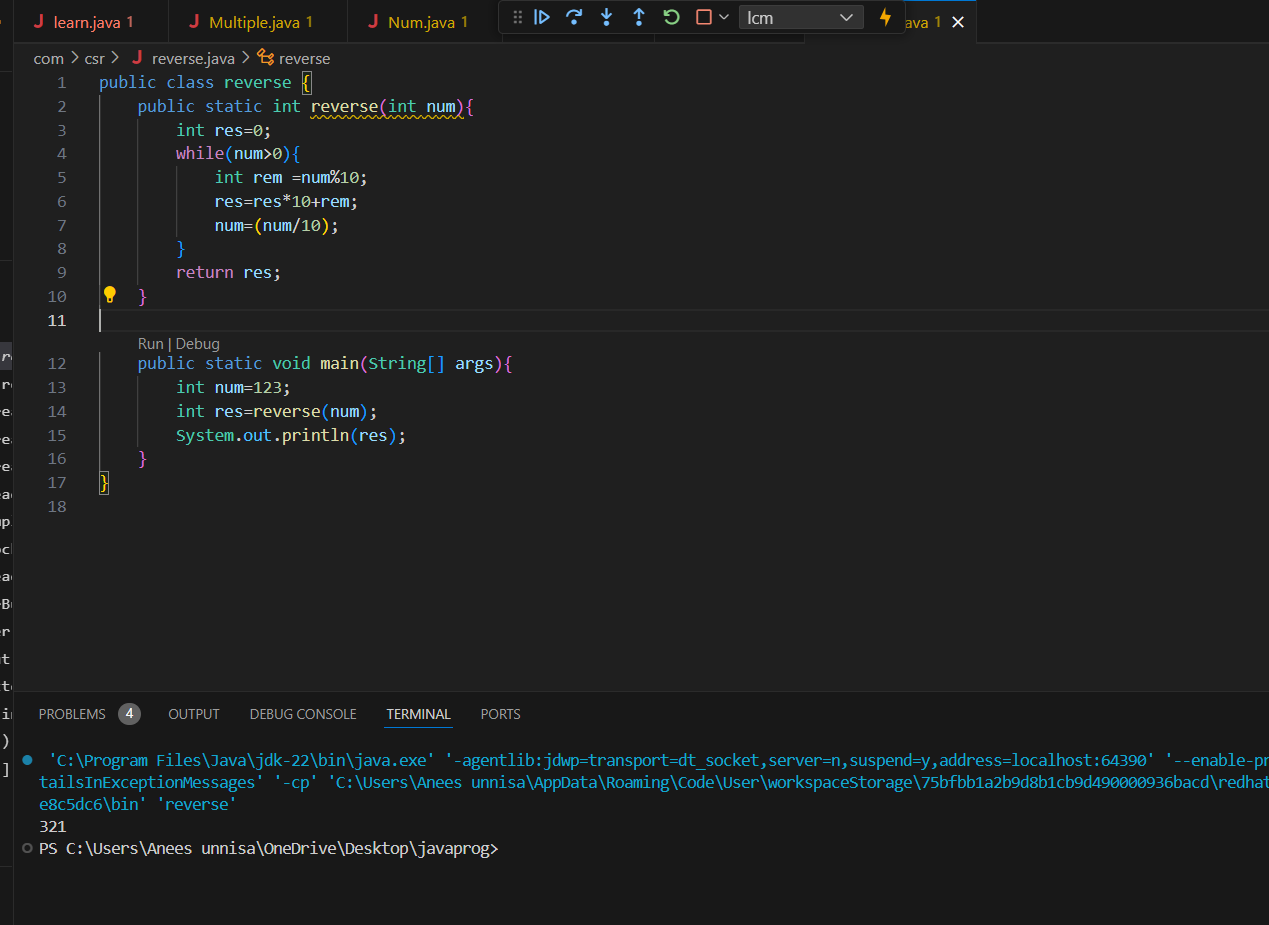 learn.java 1 Multiple.java 1 Num.java 1 lcm ava 1
com > csr > J reverse.java > reverse
1 public class reverse {
2     public static int reverse(int num){
3         int res=0;
4         while(num>0){
5             int rem =num%10;
6             res=res*10+rem;
7             num=(num/10);
8         }
9         return res;
10     }
11
Run | Debug
12     public static void main(String[] args){
13         int num=123;
14         int res=reverse(num);
15         System.out.println(res);
16     }
17 }
18
PROBLEMS 4 OUTPUT DEBUG CONSOLE TERMINAL PORTS
'C:\Program Files\Java\jdk-22\bin\java.exe' '-agentlib:jdwp=transport=dt_socket,server=n,suspend=y,address=localhost:64390' '--enable-pr
tailsInExceptionMessages' '-cp' 'C:\Users\Anees unnisa\AppData\Roaming\Code\User\workspaceStorage\75bfbb1a2b9d8b1cb9d490000936bacd\redhat
e8c5dc6\bin' 'reverse'
321
PS C:\Users\Anees unnisa\OneDrive\Desktop\javaprog>